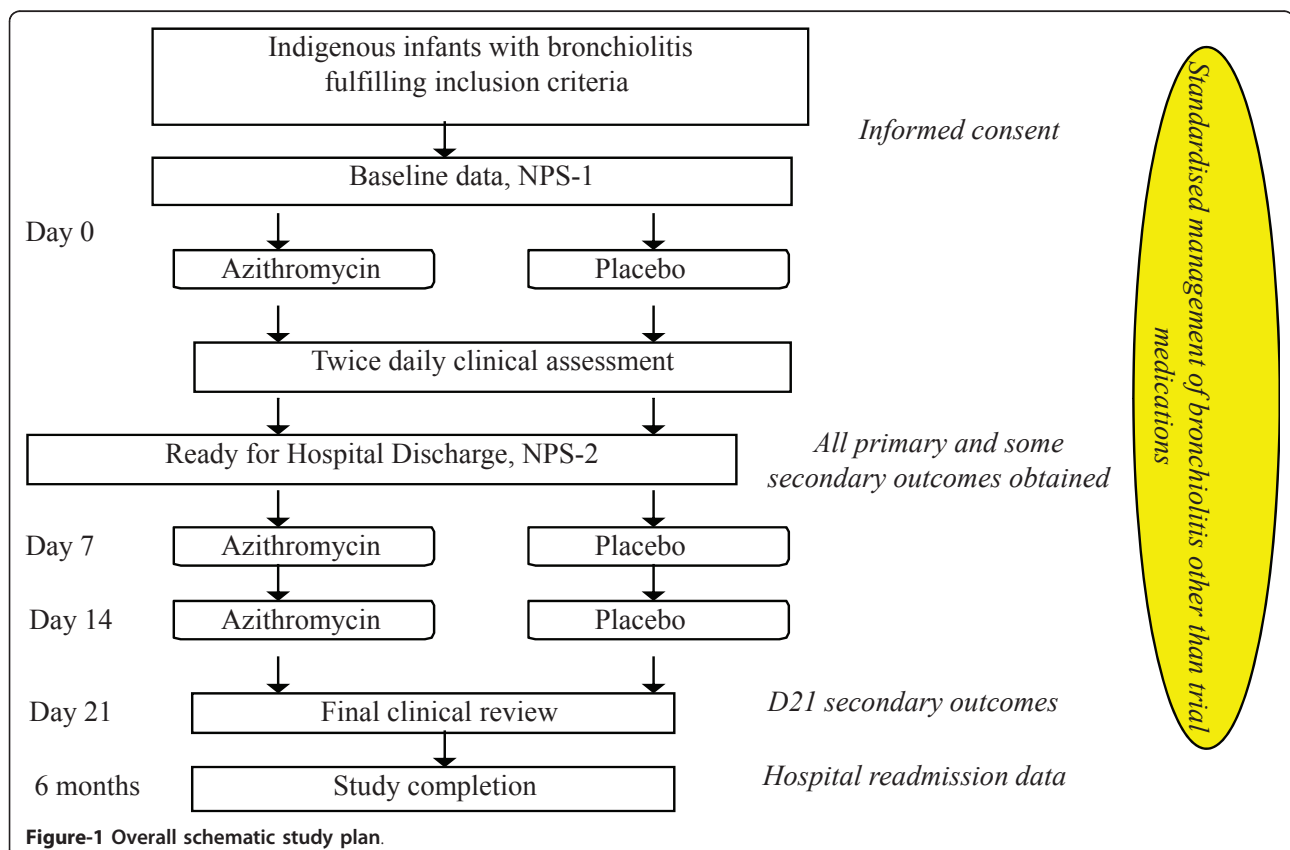 Indigenous infants with bronchiolitis
fulfilling inclusion criteria
Informed consent
Baseline data, NPS-1
Day 0
Azithromycin
Placebo
Twice daily clinical assessment
Ready for Hospital Discharge, NPS-2
All primary and some
secondary outcomes obtained
Day 7
Azithromycin
Placebo
Day 14
Azithromycin
Placebo
Day 21
Final clinical review
D21 secondary outcomes
6 months
Study completion
Hospital readmission data
Standardised management of bronchiolitis other than trial
medications
Figure-1 Overall schematic study plan.